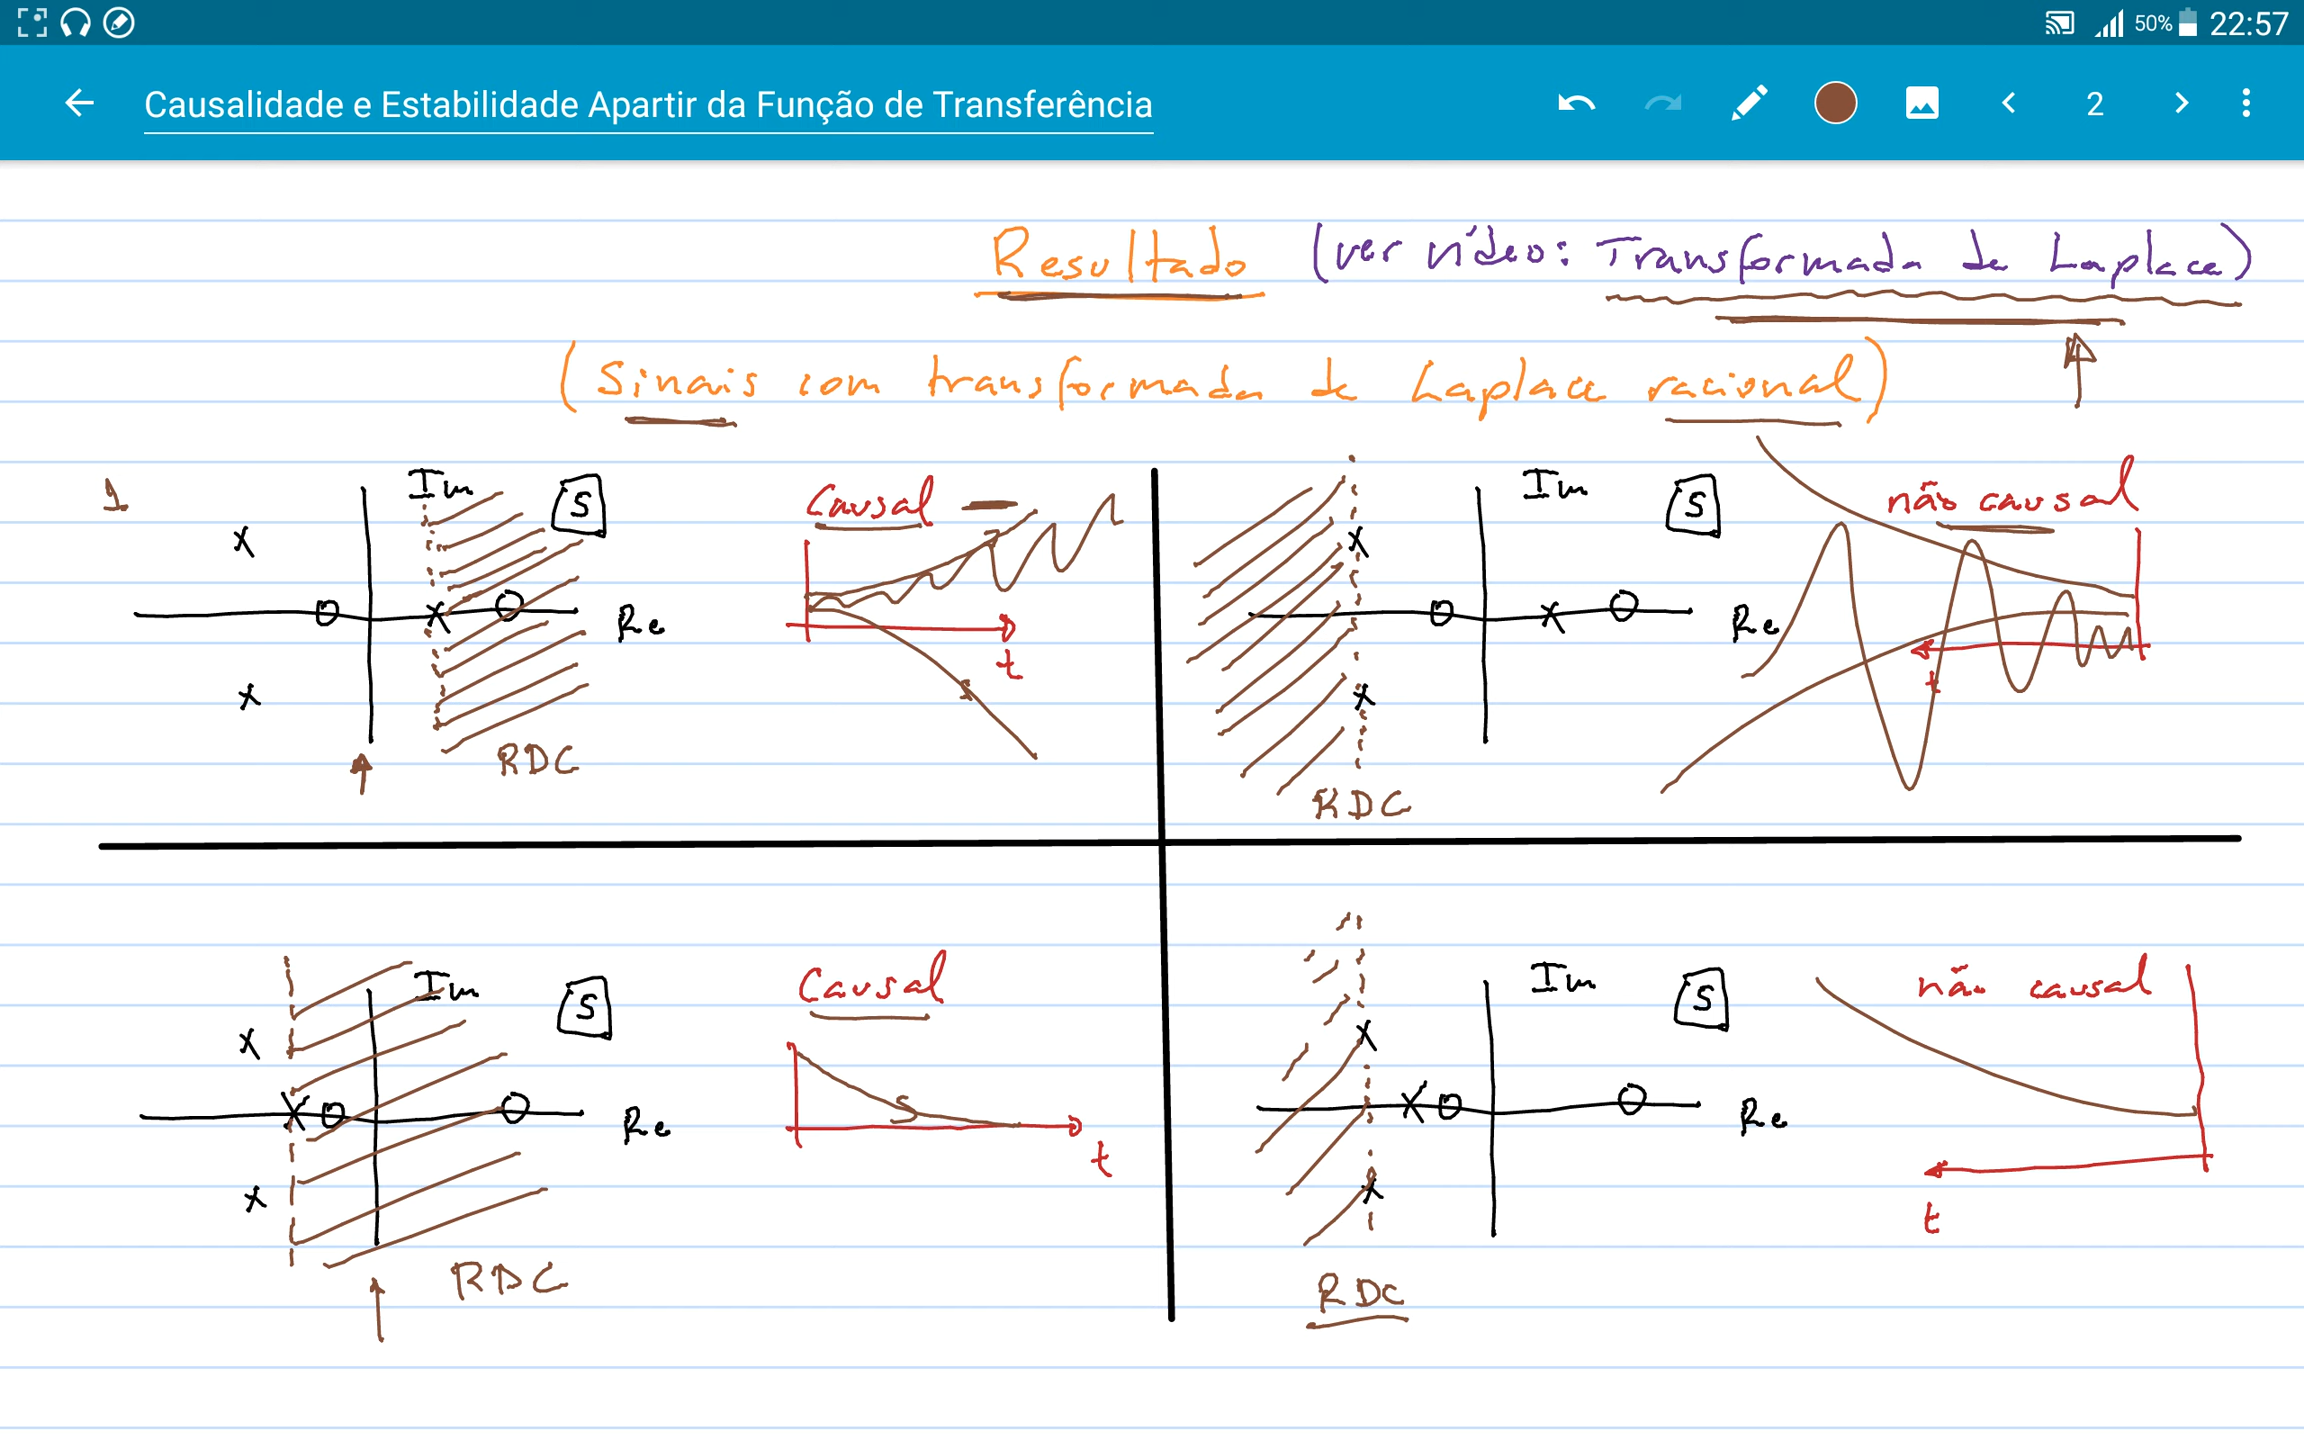 50% 22:57
Causalidade e Estabilidade Apartir da Função de Transferência 2
Resultado (ver vídeo: Transformada de Laplace)
(Sinais com transformada de Laplace racional)
1
Im S
Re
RDC
Causal
t
Im S
Re
RDC
não causal
t
Im S
Re
RDC
Causal
t
Im S
Re
RDC
não causal
t